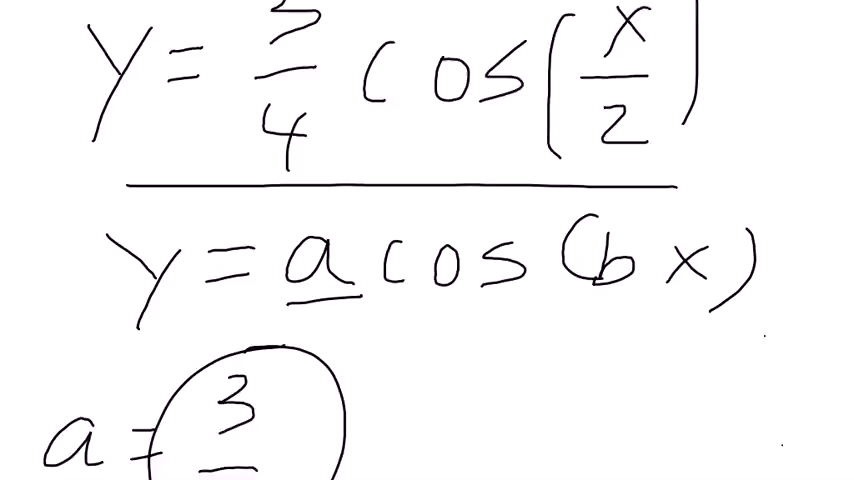 y = 3/4 cos(x/2)
y = a cos(bx)
a = 3